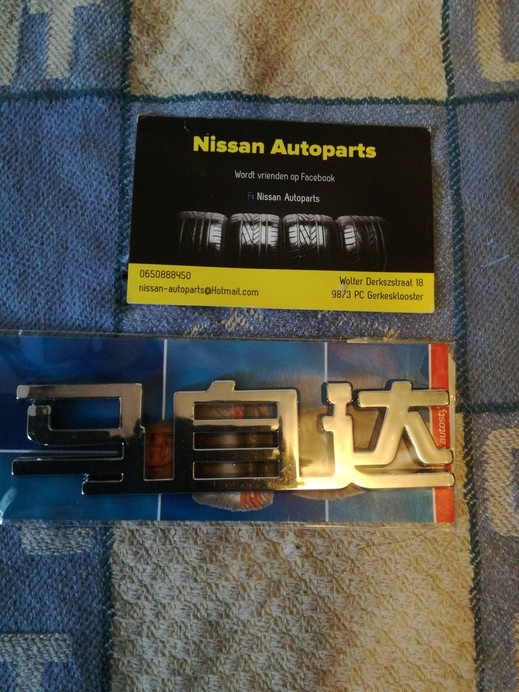 Nissan Autoparts
Wordt vrienden op Facebook
F: Nissan Autoparts
0650888450
nissan-autoparts@Hotmail.com
Wolter Derkszstraat 18
9873 PC Gerkesklooster
马自达